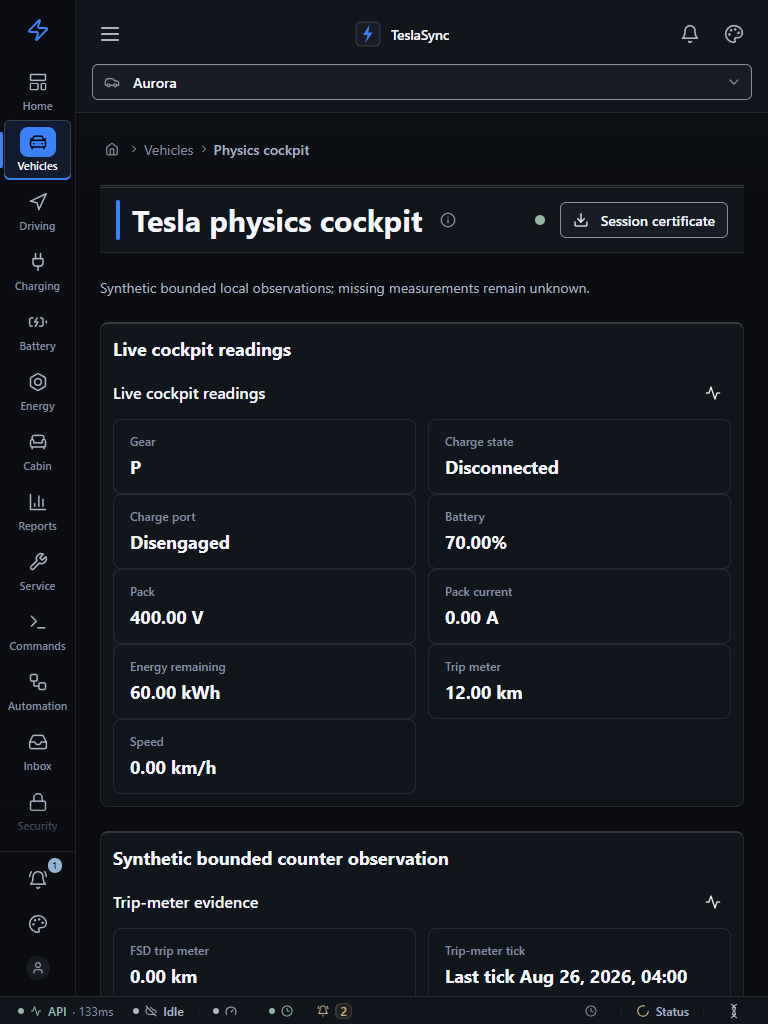 TeslaSync
Aurora
Home
Vehicles
Driving
Charging
Battery
Energy
Cabin
Reports
Service
Commands
Automation
Inbox
Security
1
Vehicles
Physics cockpit
Tesla physics cockpit
Session certificate
Synthetic bounded local observations; missing measurements remain unknown.
Live cockpit readings
Live cockpit readings
Gear
P
Charge state
Disconnected
Charge port
Disengaged
Battery
70.00%
Pack
400.00 V
Pack current
0.00 A
Energy remaining
60.00 kWh
Trip meter
12.00 km
Speed
0.00 km/h
Synthetic bounded counter observation
Trip-meter evidence
FSD trip meter
0.00 km
Trip-meter tick
Last tick Aug 26, 2026, 04:00
API · 133ms
Idle
2
Status